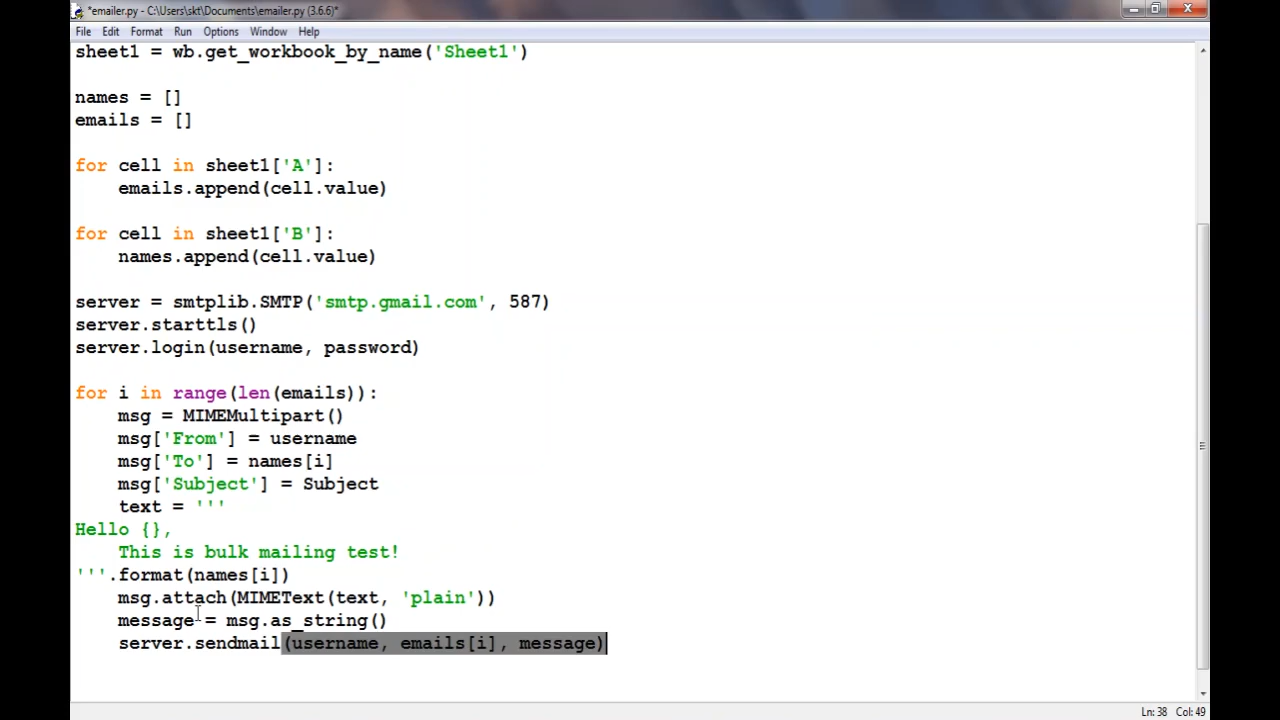 *emailer.py - C:\Users\skt\Documents\emailer.py (3.6.6)*
File Edit Format Run Options Window Help
sheet1 = wb.get_workbook_by_name('Sheet1')
names = []
emails = []
for cell in sheet1['A']:
    emails.append(cell.value)
for cell in sheet1['B']:
    names.append(cell.value)
server = smtplib.SMTP('smtp.gmail.com', 587)
server.starttls()
server.login(username, password)
for i in range(len(emails)):
    msg = MIMEMultipart()
    msg['From'] = username
    msg['To'] = names[i]
    msg['Subject'] = Subject
    text = '''
Hello {},
    This is bulk mailing test!
'''.format(names[i])
    msg.attach(MIMEText(text, 'plain'))
    message = msg.as_string()
    server.sendmail(username, emails[i], message)
Ln: 38 Col: 49